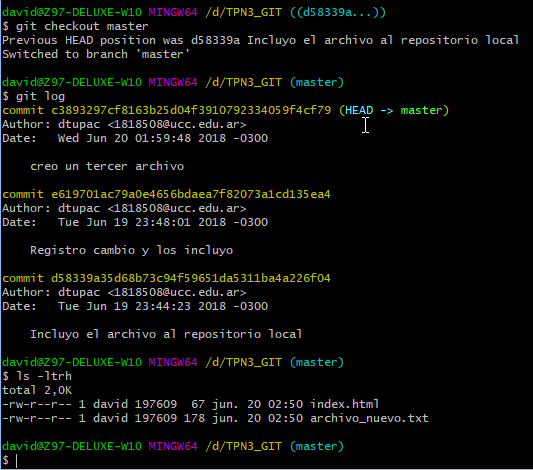 david@Z97-DELUXE-W10 MINGW64 /d/TPN3_GIT ((d58339a...))
$ git checkout master
Previous HEAD position was d58339a Incluyo el archivo al repositorio local
Switched to branch 'master'
david@Z97-DELUXE-W10 MINGW64 /d/TPN3_GIT (master)
$ git log
commit c3893297cf8163b25d04f3910792334059f4cf79 (HEAD -> master)
Author: dtupac <1818508@ucc.edu.ar>
Date:   Wed Jun 20 01:59:48 2018 -0300
creo un tercer archivo
commit e619701ac79a0e4656bdaea7f82073a1cd135ea4
Author: dtupac <1818508@ucc.edu.ar>
Date:   Tue Jun 19 23:48:01 2018 -0300
Registro cambio y los incluyo
commit d58339a35d68b73c94f59651da5311ba4a226f04
Author: dtupac <1818508@ucc.edu.ar>
Date:   Tue Jun 19 23:44:23 2018 -0300
Incluyo el archivo al repositorio local
david@Z97-DELUXE-W10 MINGW64 /d/TPN3_GIT (master)
$ ls -ltrh
total 2,0K
-rw-r--r-- 1 david 197609  67 jun. 20 02:50 index.html
-rw-r--r-- 1 david 197609 178 jun. 20 02:50 archivo_nuevo.txt
david@Z97-DELUXE-W10 MINGW64 /d/TPN3_GIT (master)
$